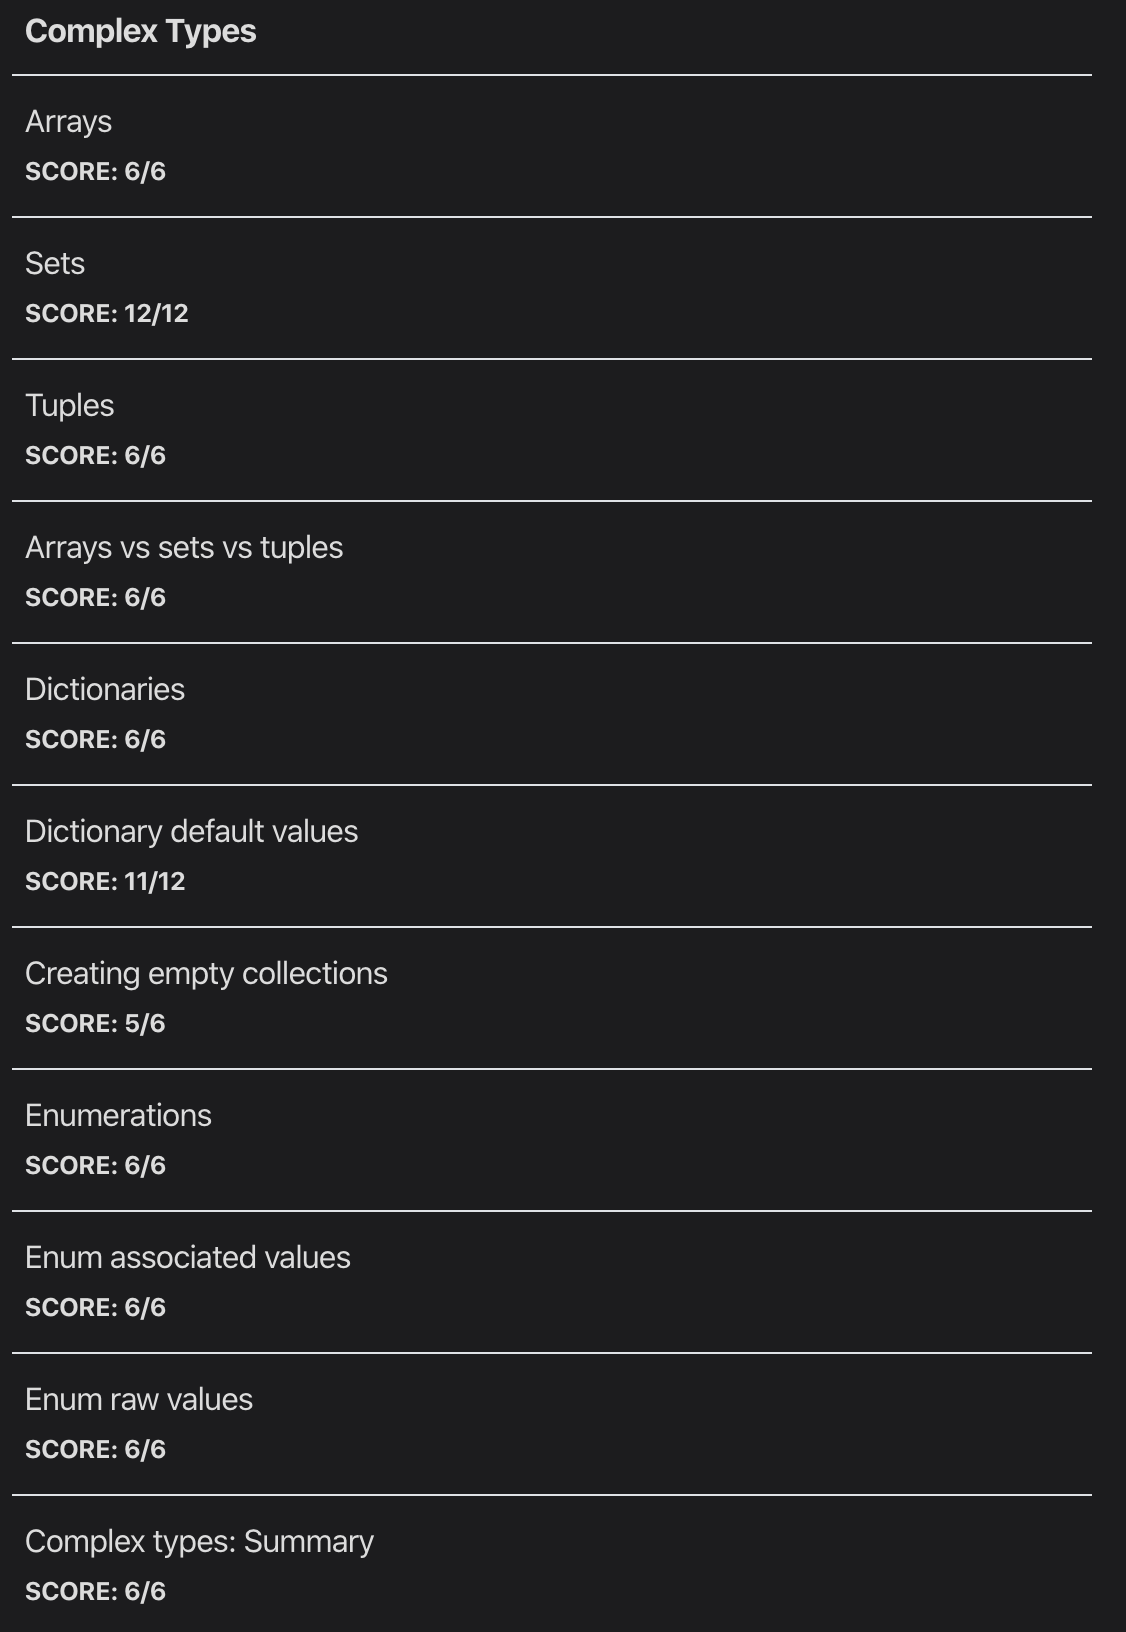 Complex Types
Arrays
SCORE: 6/6
Sets
SCORE: 12/12
Tuples
SCORE: 6/6
Arrays vs sets vs tuples
SCORE: 6/6
Dictionaries
SCORE: 6/6
Dictionary default values
SCORE: 11/12
Creating empty collections
SCORE: 5/6
Enumerations
SCORE: 6/6
Enum associated values
SCORE: 6/6
Enum raw values
SCORE: 6/6
Complex types: Summary
SCORE: 6/6